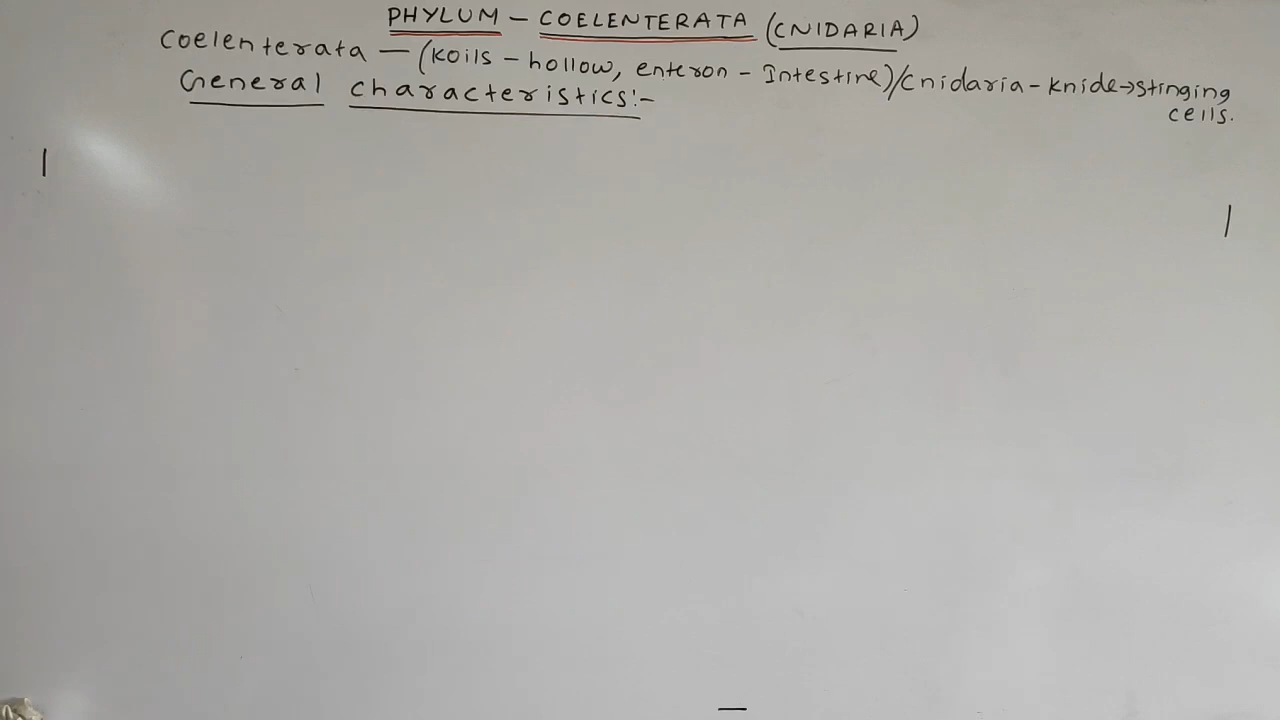 PHYLUM - COELENTERATA (CNIDARIA)
Coelenterata — (Koils - hollow, enteron - Intestine)/Cnidaria - knide→stinging cells.
General characteristics:-